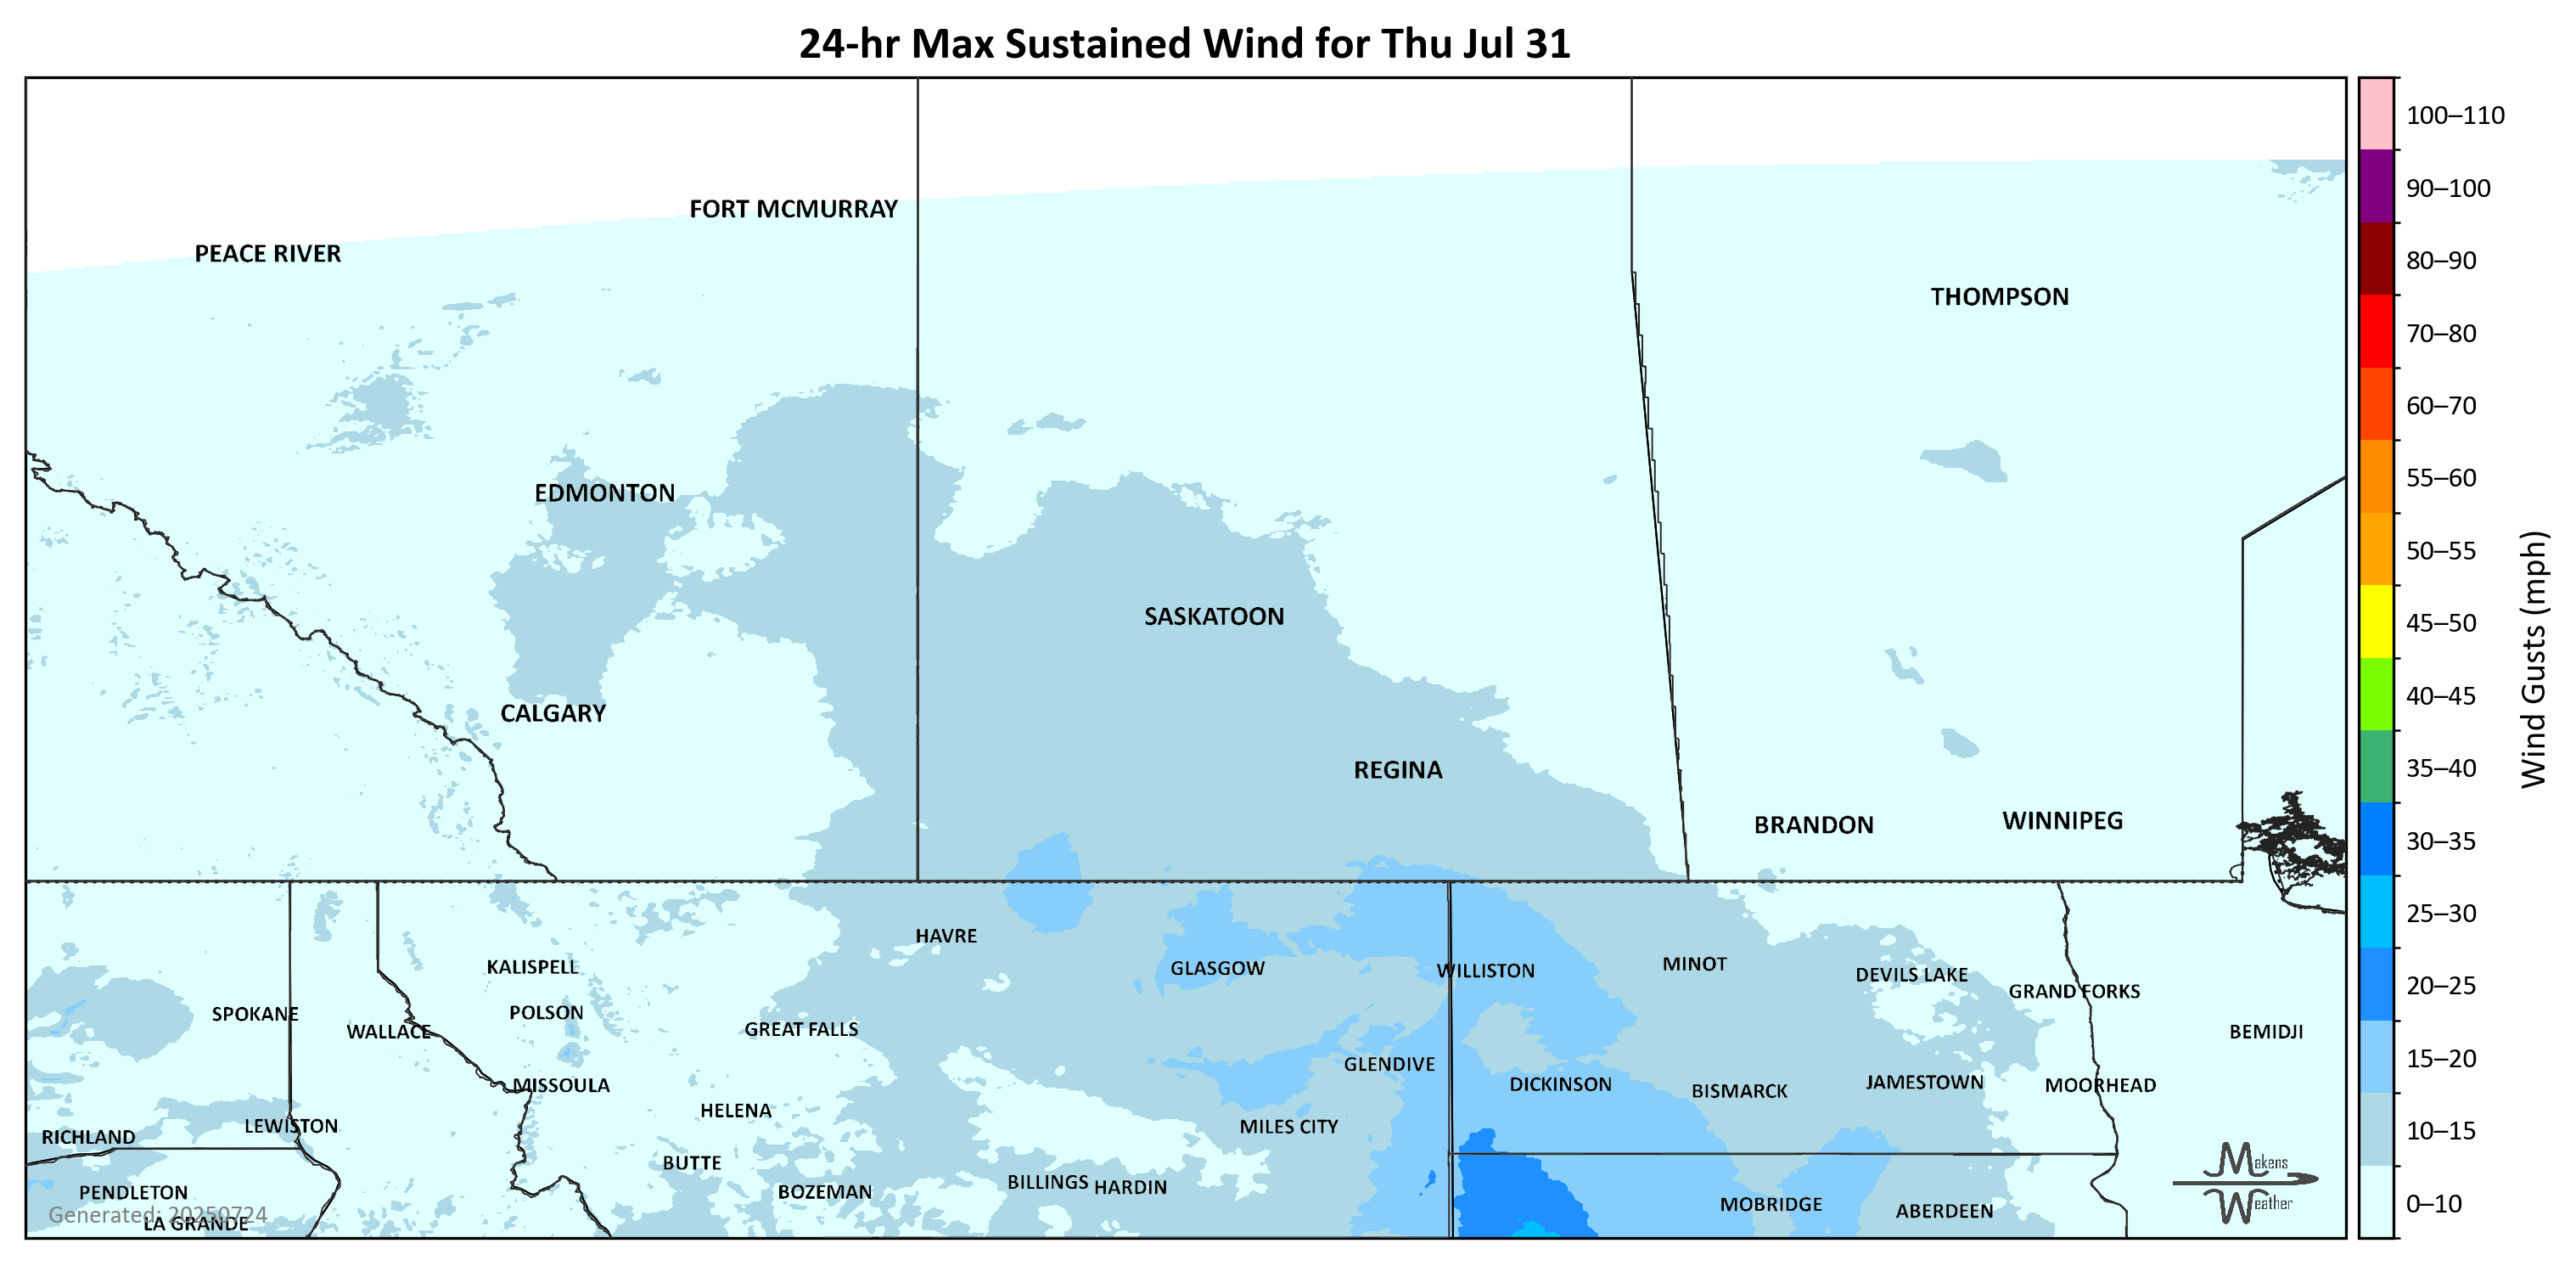 24-hr Max Sustained Wind for Thu Jul 31
100–110
FORT MCMURRAY
90–100
PEACE RIVER
80–90
THOMPSON
70–80
60–70
EDMONTON
55–60
50–55
SASKATOON
45–50
Wind Gusts (mph)
CALGARY
40–45
REGINA
35–40
BRANDON
WINNIPEG
30–35
HAVRE
25–30
KALISPELL
GLASGOW
WILLISTON
MINOT
DEVILS LAKE
GRAND FORKS
20–25
SPOKANE
POLSON
WALLACE
GREAT FALLS
BEMIDJI
GLENDIVE
15–20
MISSOULA
DICKINSON
BISMARCK
JAMESTOWN
MOORHEAD
HELENA
LEWISTON
MILES CITY
10–15
RICHLAND
BUTTE
Makens
Weather
PENDLETON
BOZEMAN
BILLINGS
HARDIN
MOBRIDGE
ABERDEEN
0–10
Generated: 20250724
LA GRANDE